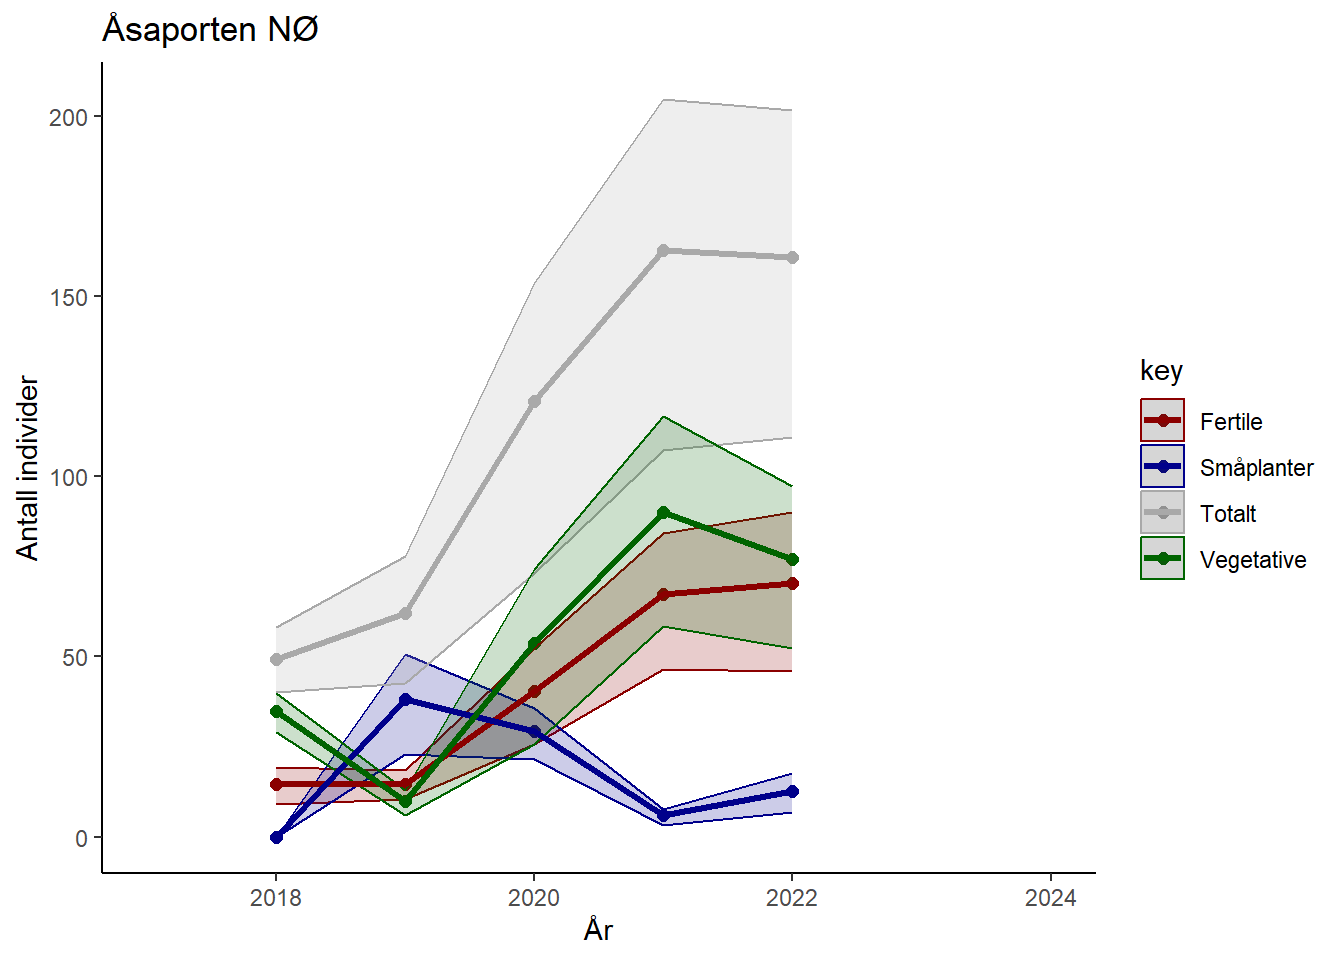 Åsaporten NØ
Antall individer
200
150
100
50
0
2018
2020
2022
2024
År
key
Fertile
Småplanter
Totalt
Vegetative